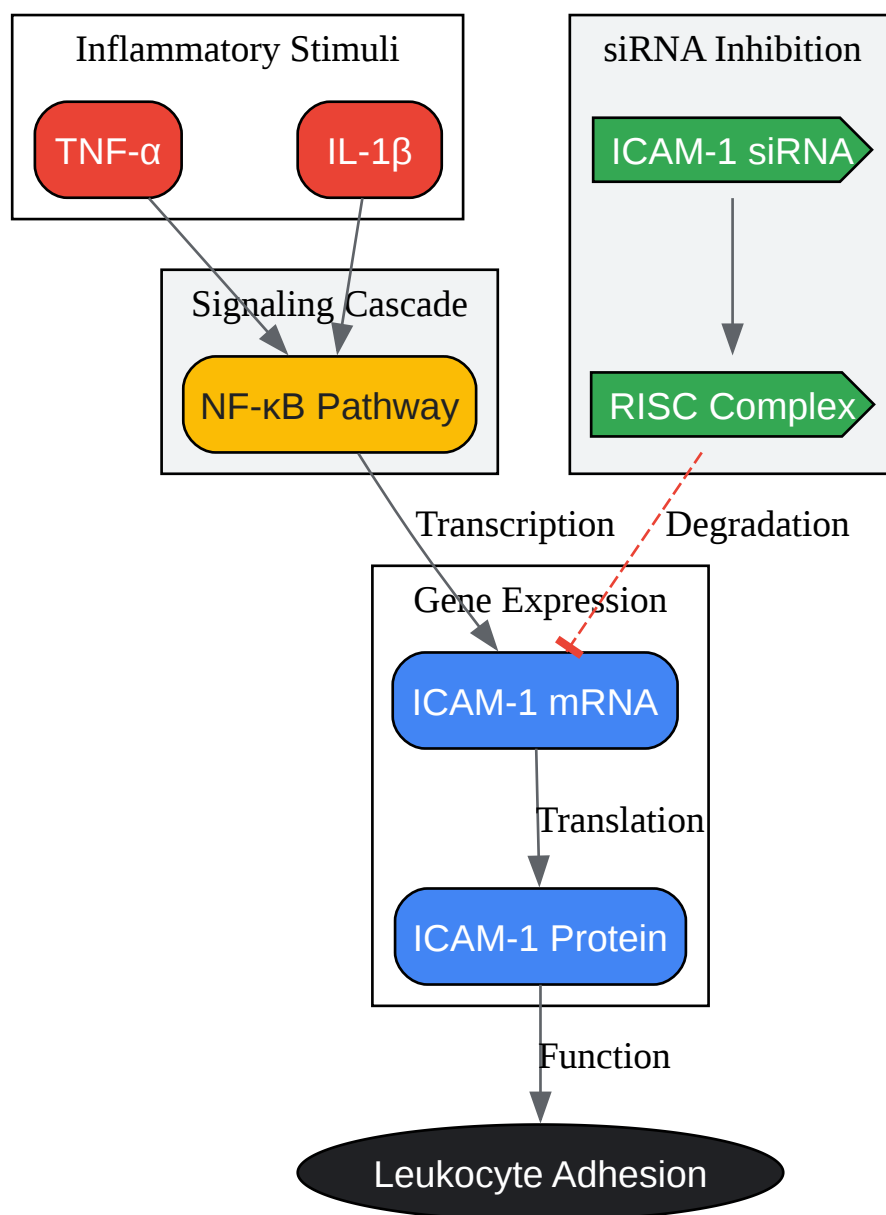 Inflammatory Stimuli
TNF-α
IL-1β
siRNA Inhibition
ICAM-1 siRNA
Signaling Cascade
NF-κB Pathway
RISC Complex
Transcription
Degradation
Gene Expression
ICAM-1 mRNA
Translation
ICAM-1 Protein
Function
Leukocyte Adhesion